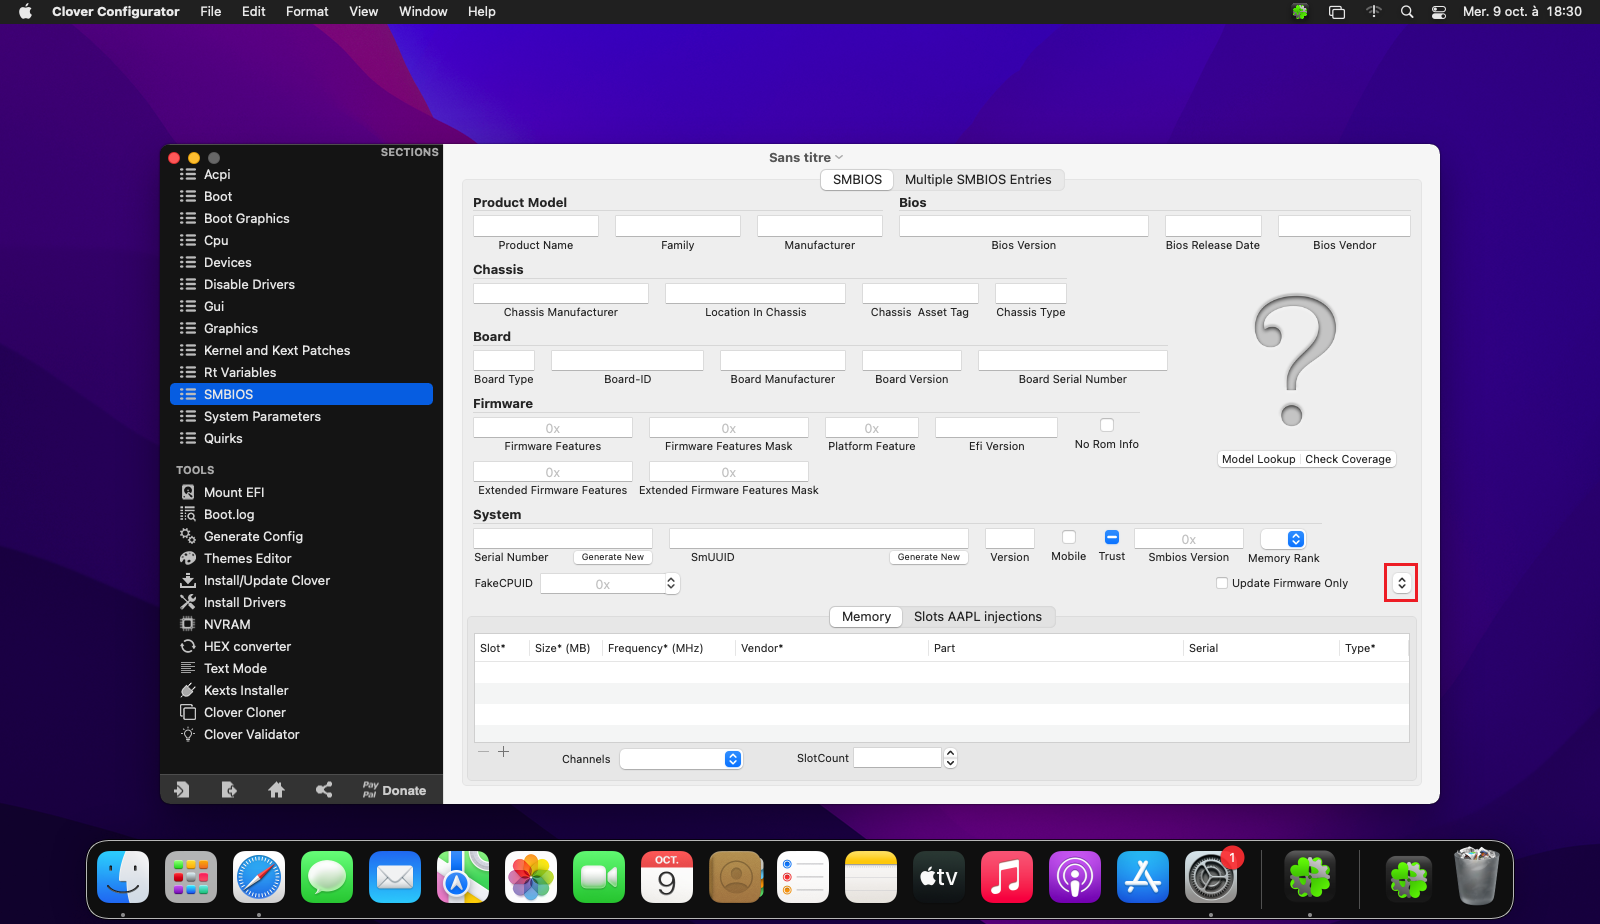 Clover Configurator File Edit Format View Window Help Mer. 9 oct. à 18:30
SECTIONS
Acpi
Boot
Boot Graphics
Cpu
Devices
Disable Drivers
Gui
Graphics
Kernel and Kext Patches
Rt Variables
SMBIOS
System Parameters
Quirks
TOOLS
Mount EFI
Boot.log
Generate Config
Themes Editor
Install/Update Clover
Install Drivers
NVRAM
HEX converter
Text Mode
Kexts Installer
Clover Cloner
Clover Validator
Pay
Pal Donate
Sans titre
SMBIOS Multiple SMBIOS Entries
Product Model Bios
Product Name Family Manufacturer Bios Version Bios Release Date Bios Vendor
Chassis
Chassis Manufacturer Location In Chassis Chassis Asset Tag Chassis Type
Board
Board Type Board-ID Board Manufacturer Board Version Board Serial Number
Firmware
0x 0x 0x
Firmware Features Firmware Features Mask Platform Feature Efi Version No Rom Info
0x 0x
Extended Firmware Features Extended Firmware Features Mask
?
Model Lookup Check Coverage
System
0x
Serial Number Generate New SmUUID Generate New Version Mobile Trust Smbios Version Memory Rank
FakeCPUID 0x Update Firmware Only
Memory Slots AAPL injections
Slot* Size* (MB) Frequency* (MHz) Vendor* Part Serial Type*
Channels SlotCount
OCT.
9
tv
1